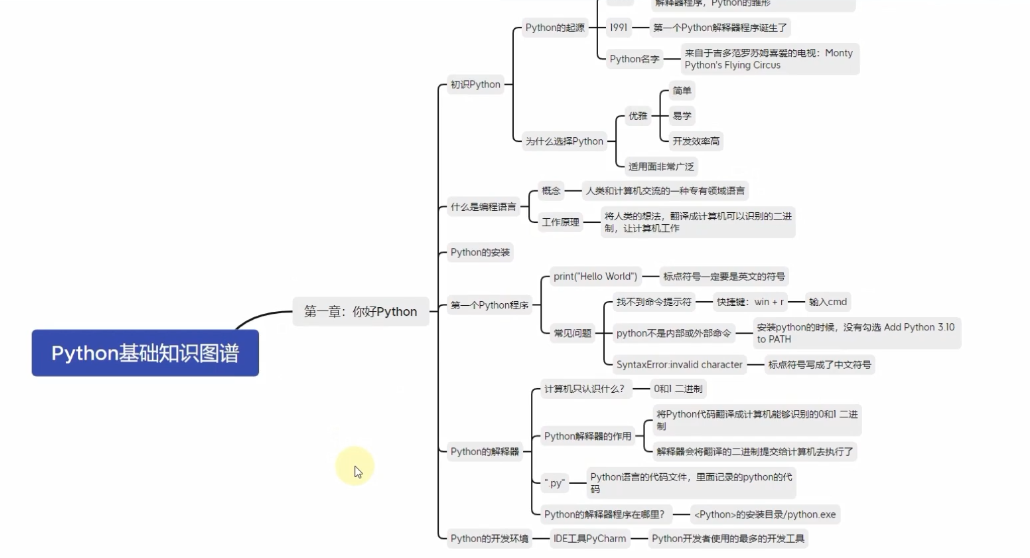 解释器程序，Python的雏形
Python的起源
1991
第一个Python解释器程序诞生了
Python名字
来自于吉多范罗苏姆喜爱的电视：Monty
Python's Flying Circus
初识Python
简单
优雅
易学
为什么选择Python
开发效率高
适用面非常广泛
概念
人类和计算机交流的一种专有领域语言
什么是编程语言
工作原理
将人类的想法，翻译成计算机可以识别的二进
制，让计算机工作
Python的安装
print("Hello World")
标点符号一定要是英文的符号
第一个Python程序
找不到命令提示符
快捷键：win + r
输入cmd
常见问题
python不是内部或外部命令
安装python的时候，没有勾选 Add Python 3.10
to PATH
SyntaxError:invalid character
标点符号写成了中文符号
第一章：你好Python
Python基础知识图谱
计算机只认识什么？
0和1 二进制
Python解释器的作用
将Python代码翻译成计算机能够识别的0和1 二进
制
解释器会将翻译的二进制提交给计算机去执行了
Python的解释器
".py"
Python语言的代码文件，里面记录的python的代
码
Python的解释器程序在哪里？
<Python>的安装目录/python.exe
Python的开发环境
IDE工具PyCharm
Python开发者使用的最多的开发工具